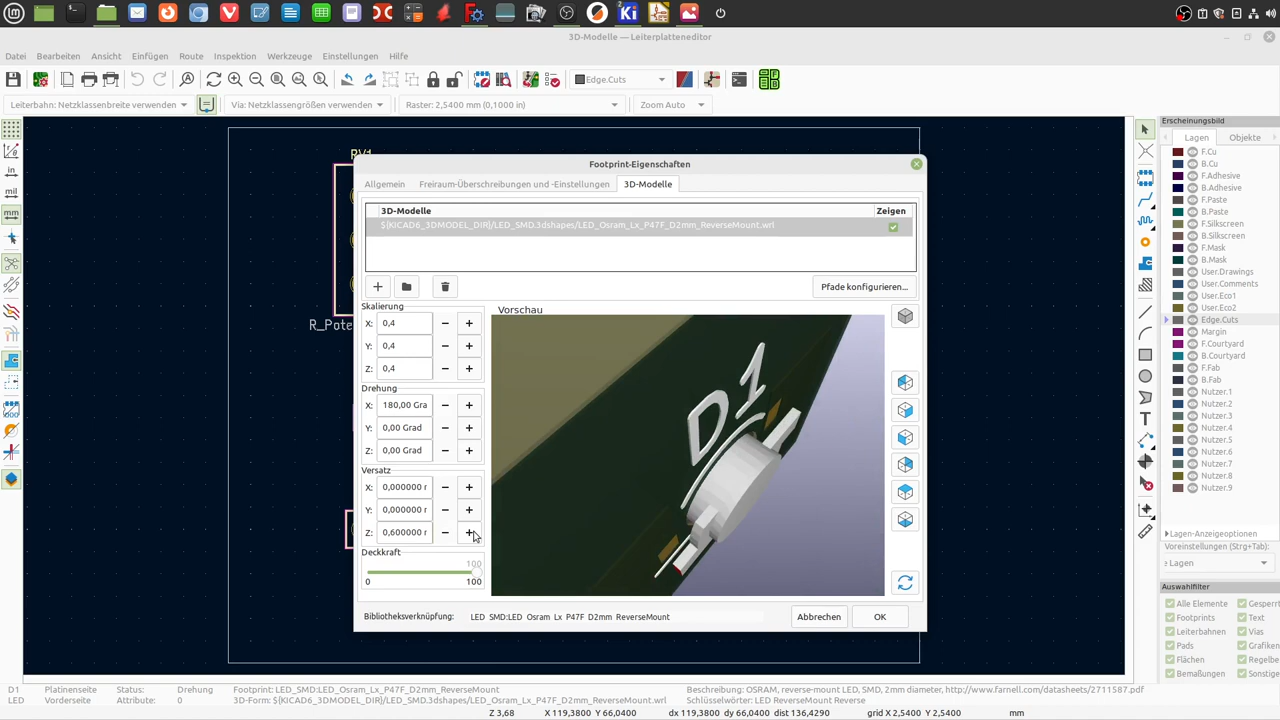 3D-Modelle — Leiterplatteneditor
Datei Bearbeiten Ansicht Einfügen Route Inspektion Werkzeuge Einstellungen Hilfe
Edge.Cuts
Leiterbahn: Netzklassenbreite verwenden Via: Netzklassengrößen verwenden Raster: 2,5400 mm (0,1000 in) Zoom Auto
in
mil
mm
RV1
R_Pote
Footprint-Eigenschaften
Allgemein Freiraum-Überschreibungen und -Einstellungen 3D-Modelle
3D-Modelle Zeigen
${KICAD6_3DMODEL_DIR}/LED_SMD.3dshapes/LED_Osram_Lx_P47F_D2mm_ReverseMount.wrl
Pfade konfigurieren...
Skalierung
X: 0,4
Y: 0,4
Z: 0,4
Drehung
X: 180,00 Gra
Y: 0,00 Grad
Z: 0,00 Grad
Versatz
X: 0,000000 r
Y: 0,000000 r
Z: 0,600000 r
Deckkraft
100
0 100
Vorschau
D1
Bibliotheksverknüpfung: LED_SMD:LED_Osram_Lx_P47F_D2mm_ReverseMount
Abbrechen OK
Erscheinungsbild
Lagen Objekte
F.Cu
B.Cu
F.Adhesive
B.Adhesive
F.Paste
B.Paste
F.Silkscreen
B.Silkscreen
F.Mask
B.Mask
User.Drawings
User.Comments
User.Eco1
User.Eco2
Edge.Cuts
Margin
F.Courtyard
B.Courtyard
F.Fab
B.Fab
Nutzer.1
Nutzer.2
Nutzer.3
Nutzer.4
Nutzer.5
Nutzer.6
Nutzer.7
Nutzer.8
Nutzer.9
Lagen-Anzeigeoptionen
Voreinstellungen (Strg+Tab):
e Lagen
Auswahlfilter
Alle Elemente Gesperrt
Footprints Text
Leiterbahnen Vias
Pads Grafiken
Flächen Regelbe
Bemaßungen Sonstige
D1 Platinenseite Status: Drehung Footprint: LED_SMD:LED_Osram_Lx_P47F_D2mm_ReverseMount Beschreibung: OSRAM, reverse-mount LED, SMD, 2mm diameter, http://www.farnell.com/datasheets/2711587.pdf
LED Vorderseite Attribute: 0 3D-Form: ${KICAD6_3DMODEL_DIR}/LED_SMD.3dshapes/LED_Osram_Lx_P47F_D2mm_ReverseMount.wrl Schlüsselwörter: LED ReverseMount Reverse
Z 3,68 X 119,3800 Y 66,0400 dx 119,3800 dy 66,0400 dist 136,4290 grid X 2,5400 Y 2,5400 mm